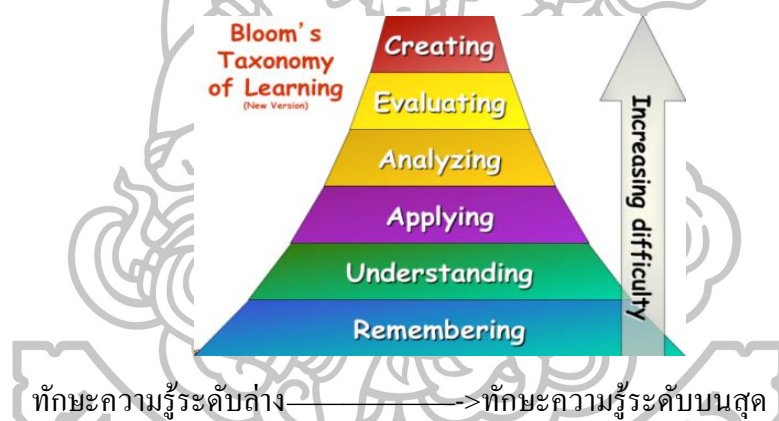 Bloom's
Taxonomy
of Learning
(New Version)
Creating
Evaluating
Analyzing
Applying
Understanding
Remembering
Increasing difficulty
ทักษะความรู้ระดับล่าง——————->ทักษะความรู้ระดับบนสุด